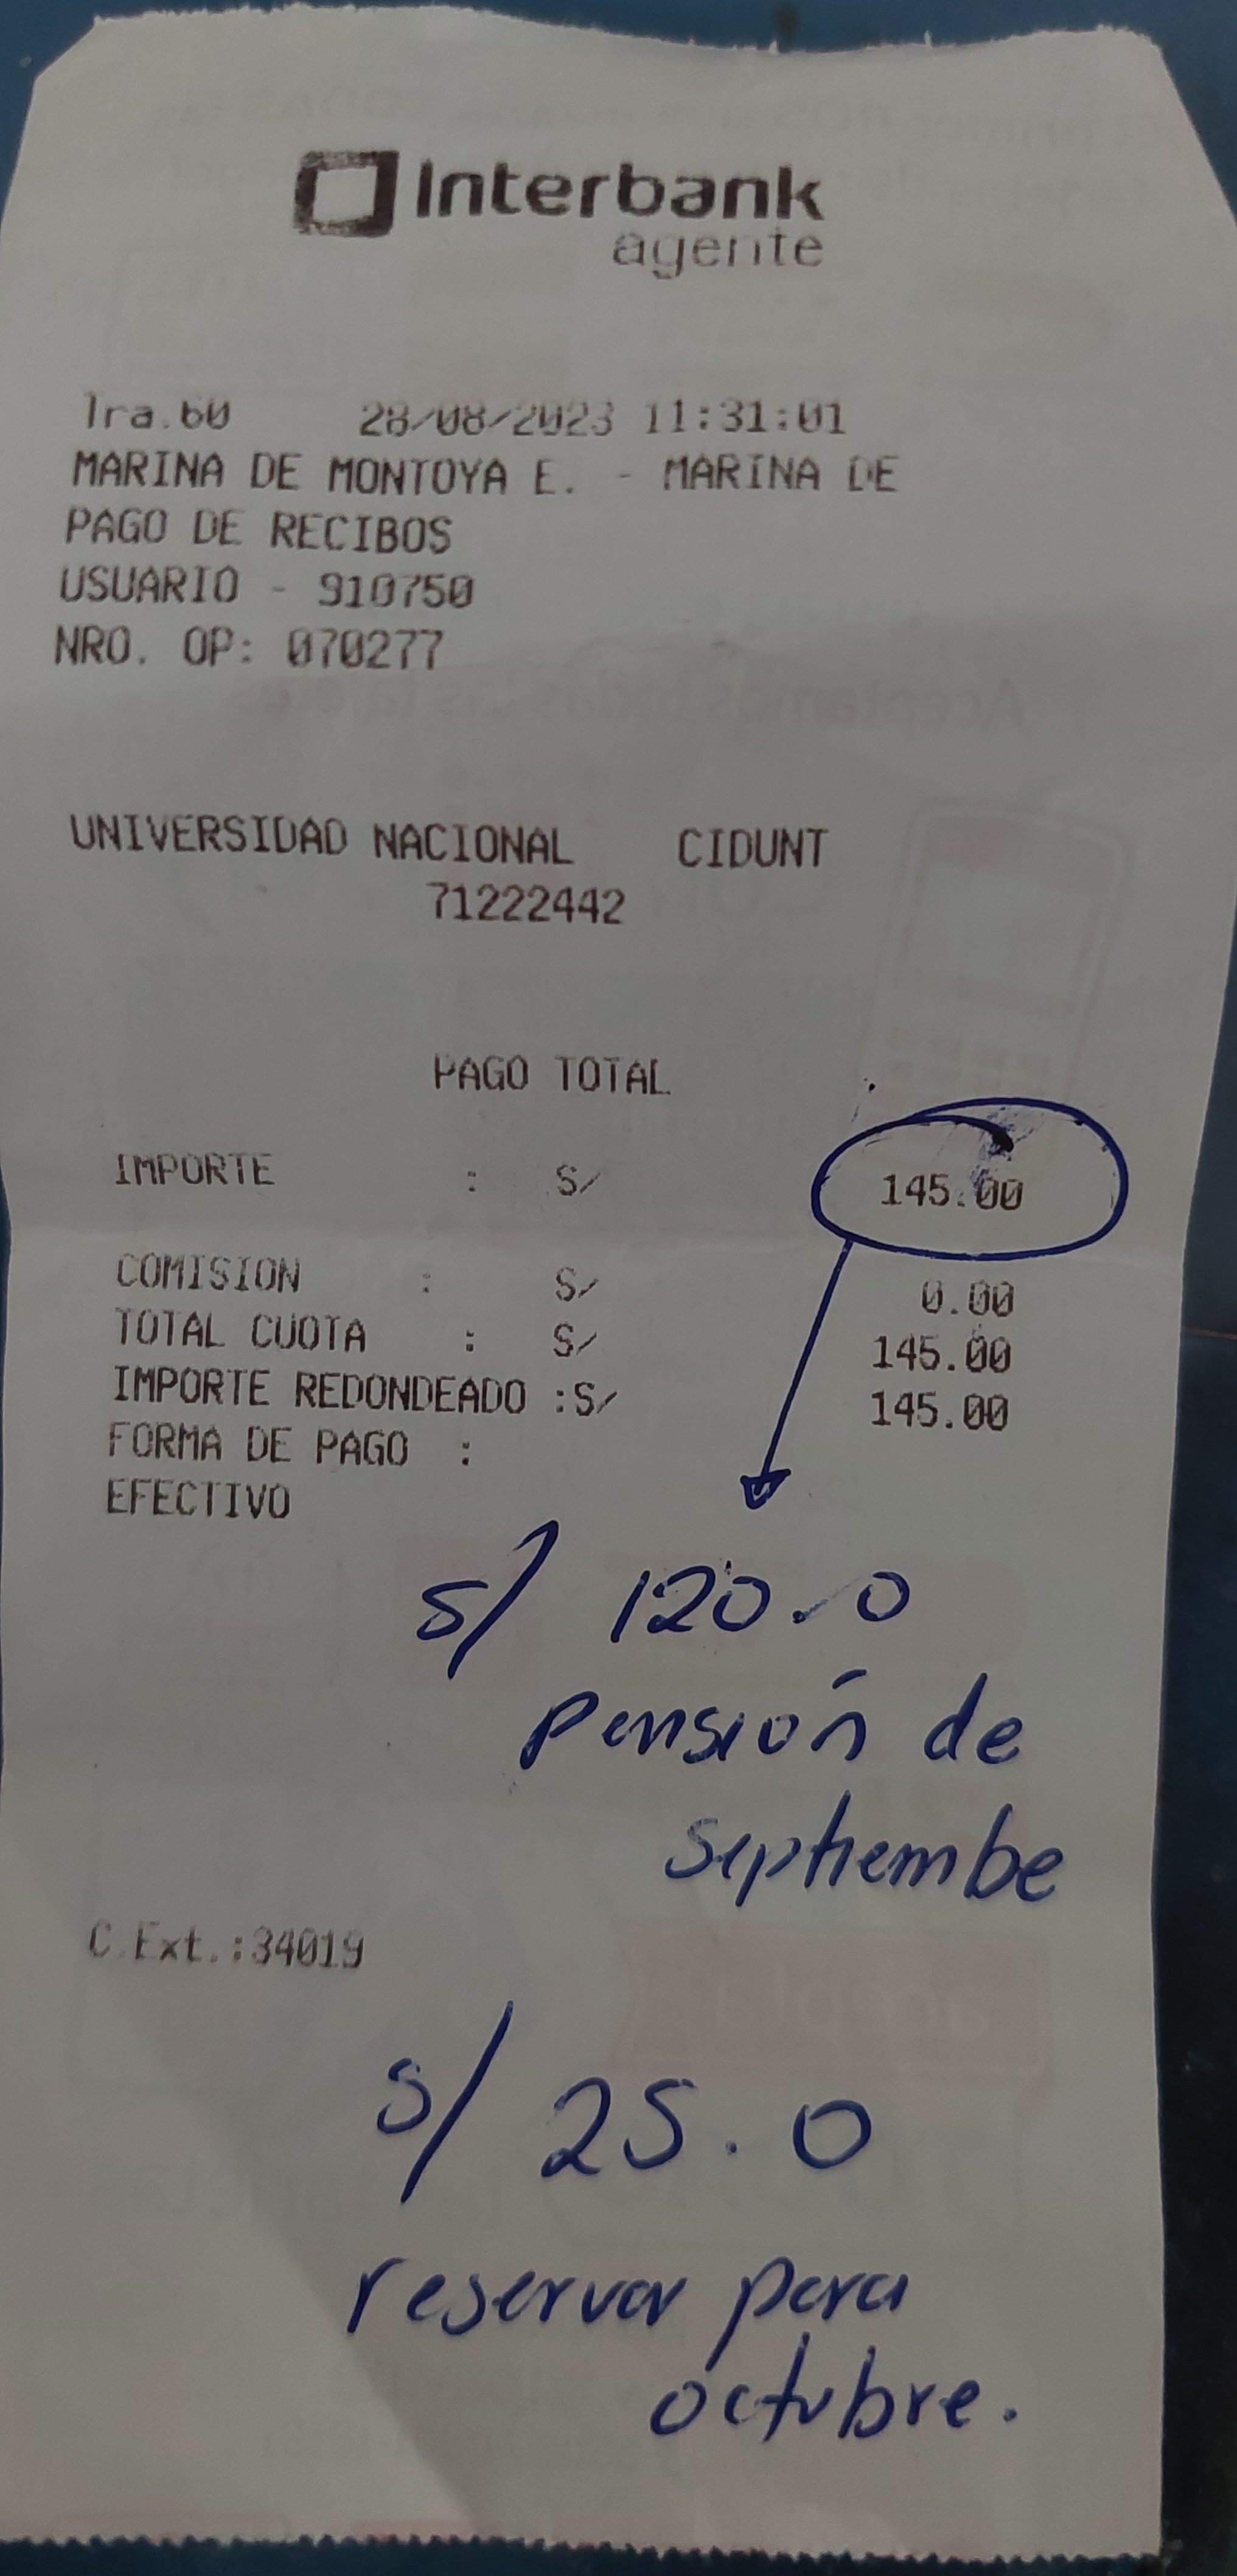 Interbank
agente
Tra.60 28/08/2023 11:31:01
MARINA DE MONTOYA E. - MARINA DE
PAGO DE RECIBOS
USUARIO - 910750
NRO. OP: 070277
UNIVERSIDAD NACIONAL CIDUNT
71222442
PAGO TOTAL
IMPORTE : S/ 145.00
COMISION : S/ 0.00
TOTAL CUOTA : S/ 145.00
IMPORTE REDONDEADO :S/ 145.00
FORMA DE PAGO :
EFECTIVO
S/ 120.0
pensión de
septiembe
C.Ext.:34019
S/ 25.0
reservar para
octubre.